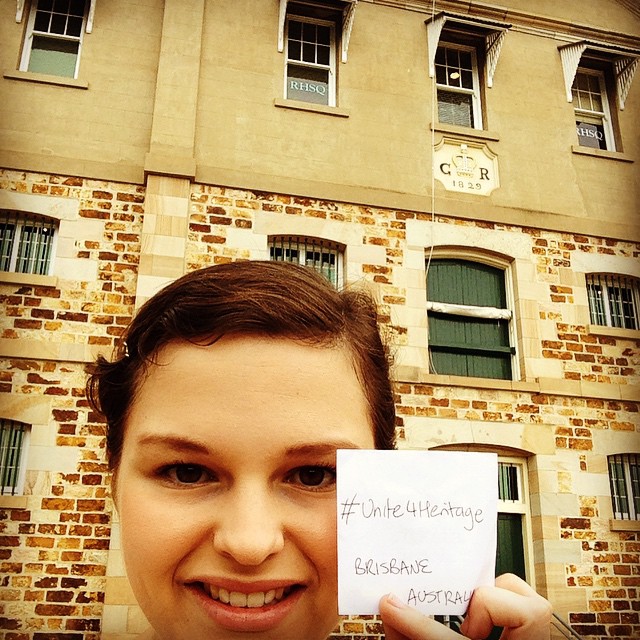 RHSQ
RHSQ
G R
1829
#Unite4Heritage
BRISBANE
AUSTRAL